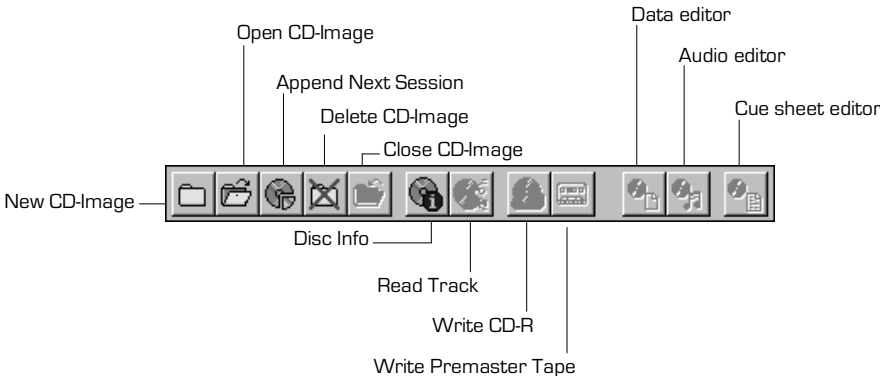 Data editor
Open CD-Image
Audio editor
Append Next Session
Delete CD-Image
Cue sheet editor
Close CD-Image
New CD-Image
Disc Info
Read Track
Write CD-R
Write Premaster Tape